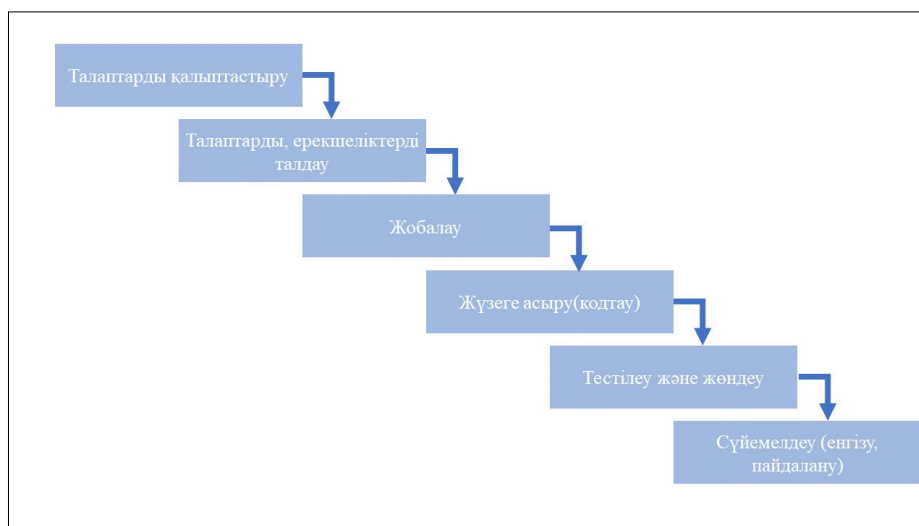 Талаптарды қалыптастыру
Талаптарды, ерекшеліктерді
талдау
Жобалау
Жүзеге асыру(кодтау)
Тестілеу және жөндеу
Сүйемелдеу (енгізу,
пайдалану)